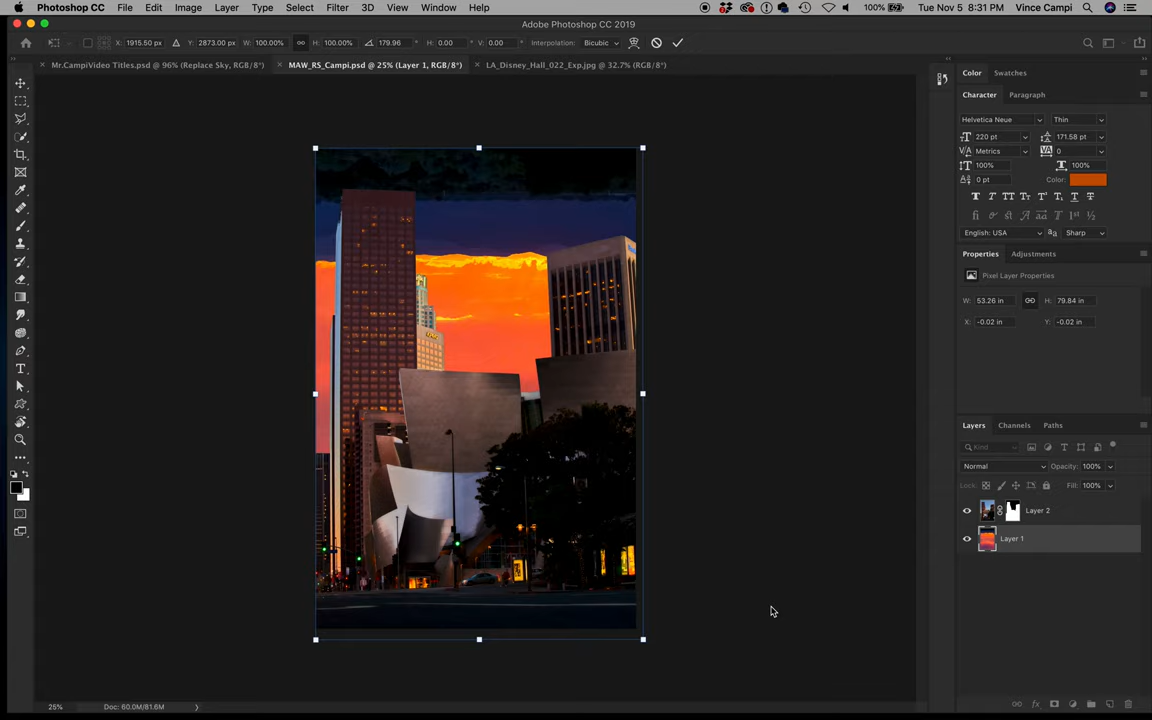 Photoshop CC File Edit Image Layer Type Select Filter 3D View Window Help 100% Tue Nov 5 8:31 PM Vince Campi
Adobe Photoshop CC 2019
X: 1915.50 px Y: 2873.00 px W: 100.00% H: 100.00% 179.96 H: 0.00 V: 0.00 Interpolation: Bicubic
Mr.CampiVideo Titles.psd @ 96% (Replace Sky, RGB/8*) MAW_RS_Campi.psd @ 25% (Layer 1, RGB/8*) LA_Disney_Hall_022_Exp.jpg @ 32.7% (RGB/8*)
Color Swatches
Character Paragraph
Helvetica Neue Thin
220 pt 171.58 pt
Metrics 0
100% 100%
0 pt Color:
English: USA Sharp
Properties Adjustments
Pixel Layer Properties
W: 53.26 in H: 79.84 in
X: -0.02 in Y: -0.02 in
Layers Channels Paths
Kind
Normal Opacity: 100%
Lock: Fill: 100%
Layer 2
Layer 1
25% Doc: 60.0M/81.6M